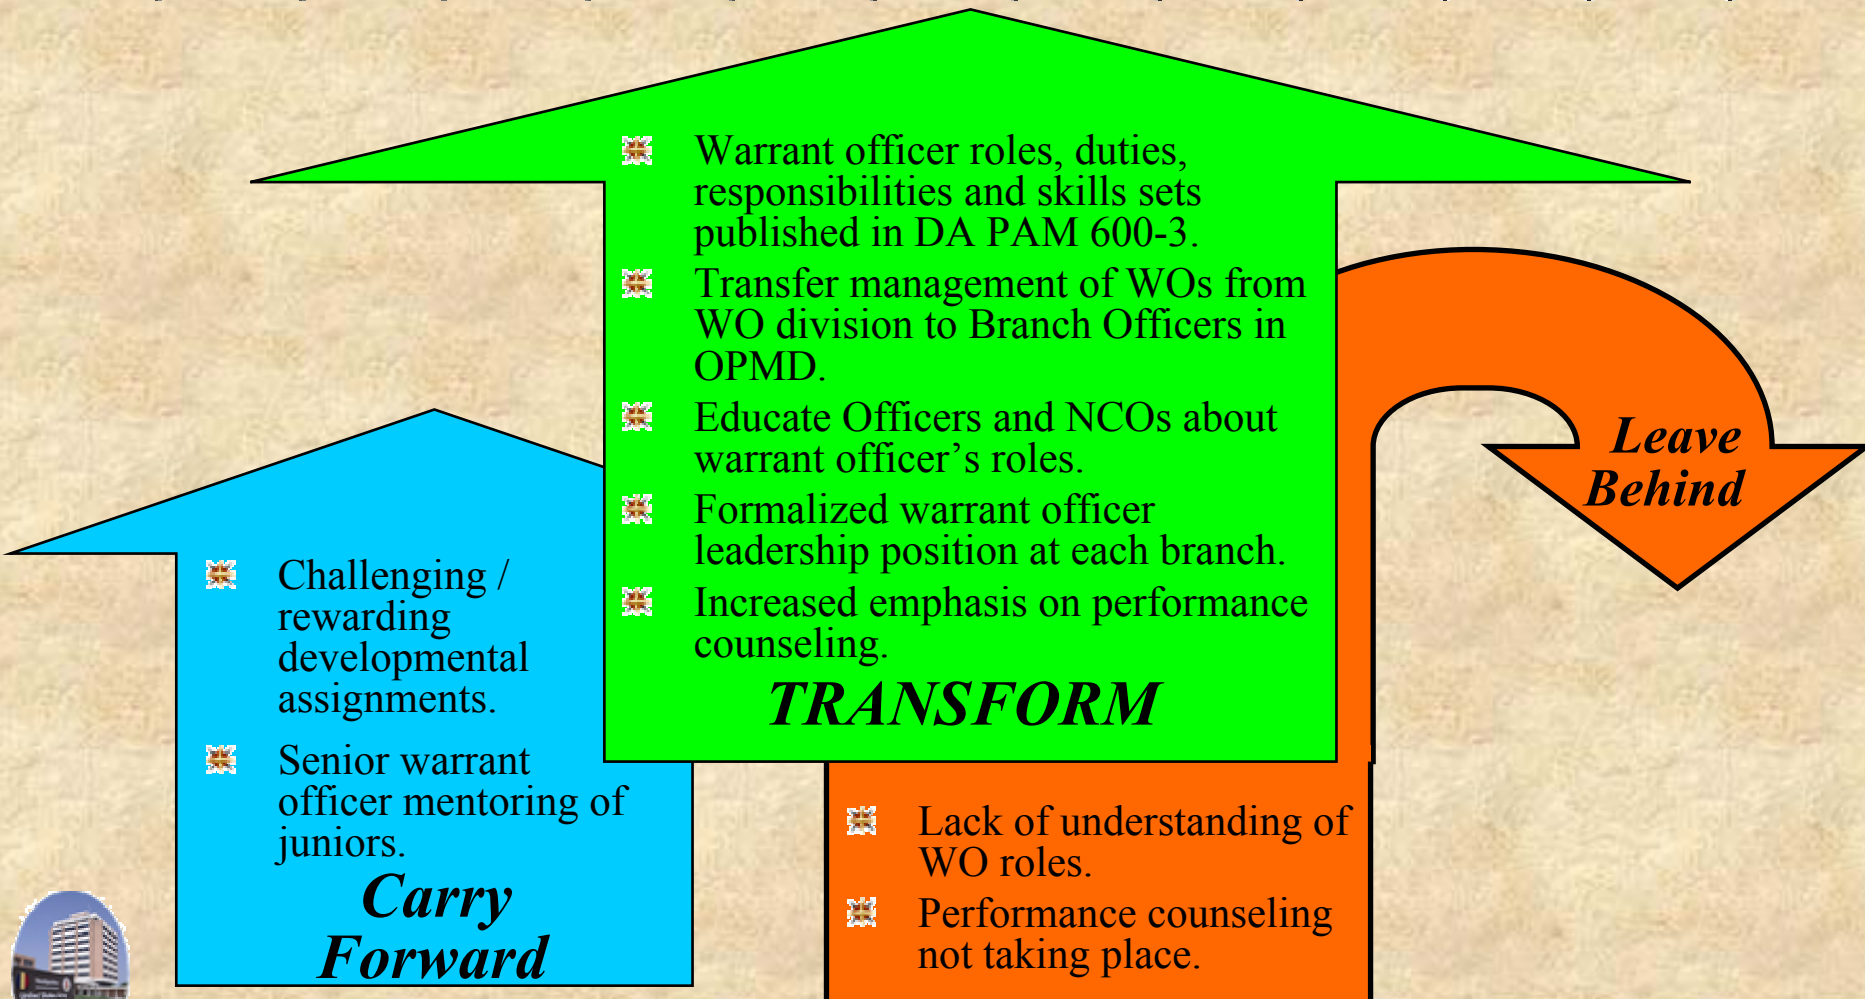 Warrant officer roles, duties,
responsibilities and skills sets
published in DA PAM 600-3.
Transfer management of WOs from
WO division to Branch Officers in
OPMD.
Educate Officers and NCOs about
warrant officer’s roles.
Formalized warrant officer
leadership position at each branch.
Increased emphasis on performance
counseling.
TRANSFORM
Challenging /
rewarding
developmental
assignments.
Senior warrant
officer mentoring of
juniors.
Carry
Forward
Leave
Behind
Lack of understanding of
WO roles.
Performance counseling
not taking place.